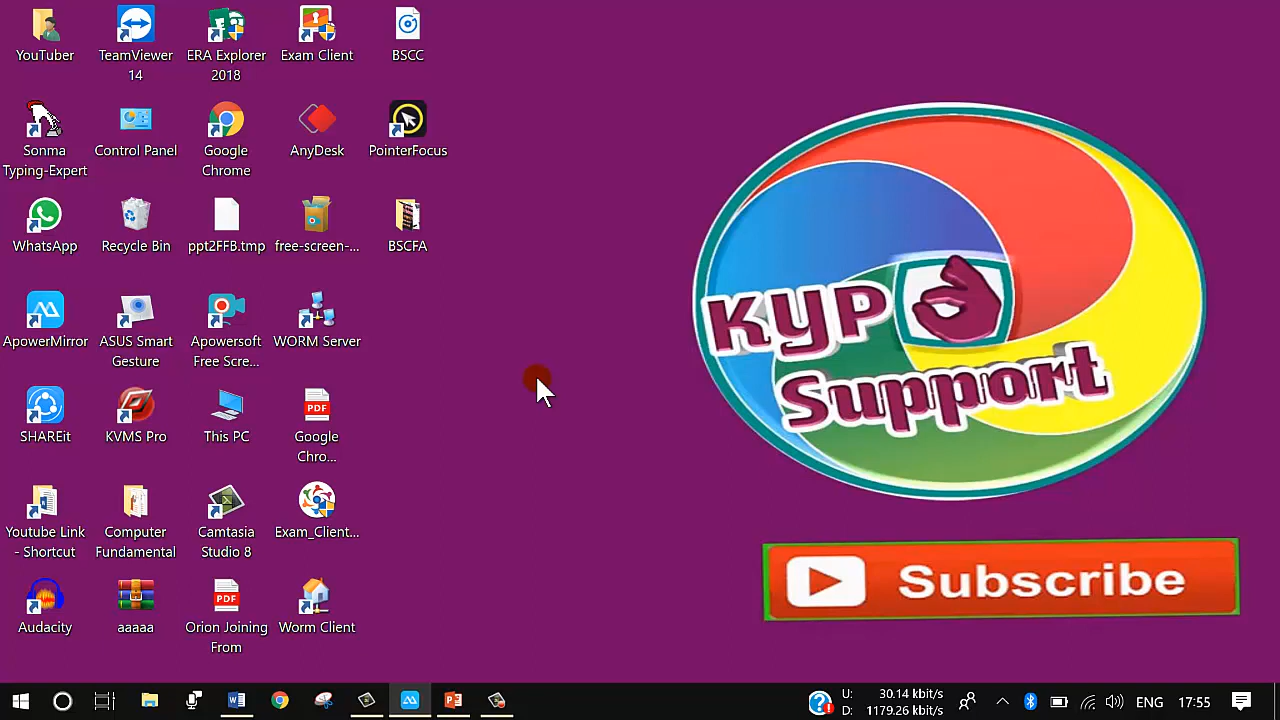 YouTuber
TeamViewer
14
ERA Explorer
2018
Exam Client
BSCC
Sonma
Typing-Expert
Control Panel
Google
Chrome
AnyDesk
PointerFocus
WhatsApp
Recycle Bin
ppt2FFB.tmp
free-screen-...
BSCFA
ApowerMirror
ASUS Smart
Gesture
Apowersoft
Free Scre...
WORM Server
SHAREit
KVMS Pro
This PC
PDF
Google
Chro...
Youtube Link
- Shortcut
Computer
Fundamental
Camtasia
Studio 8
Exam_Client...
Audacity
aaaaa
PDF
Orion Joining
From
Worm Client
KYP
Support
Subscribe
U: 30.14 kbit/s
D: 1179.26 kbit/s
ENG
17:55